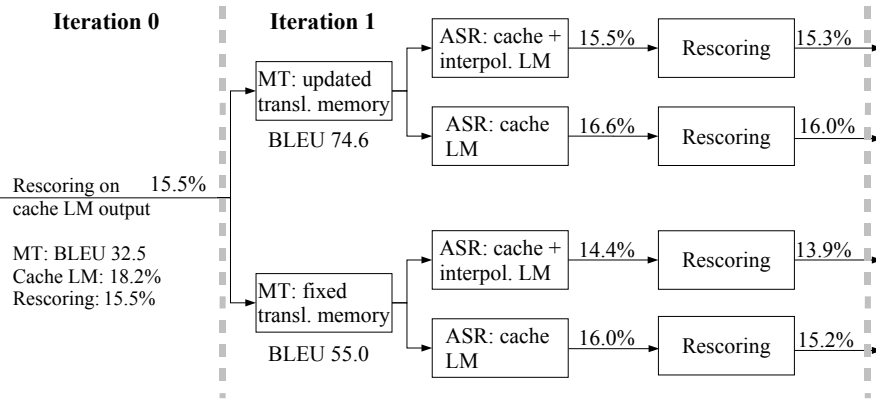 Iteration 0
Iteration 1
Rescoring on
cache LM output
15.5%
MT: BLEU 32.5
Cache LM: 18.2%
Rescoring: 15.5%
MT: updated
transl. memory
BLEU 74.6
ASR: cache +
interpol. LM
15.5%
Rescoring
15.3%
ASR: cache
LM
16.6%
Rescoring
16.0%
MT: fixed
transl. memory
BLEU 55.0
ASR: cache +
interpol. LM
14.4%
Rescoring
13.9%
ASR: cache
LM
16.0%
Rescoring
15.2%